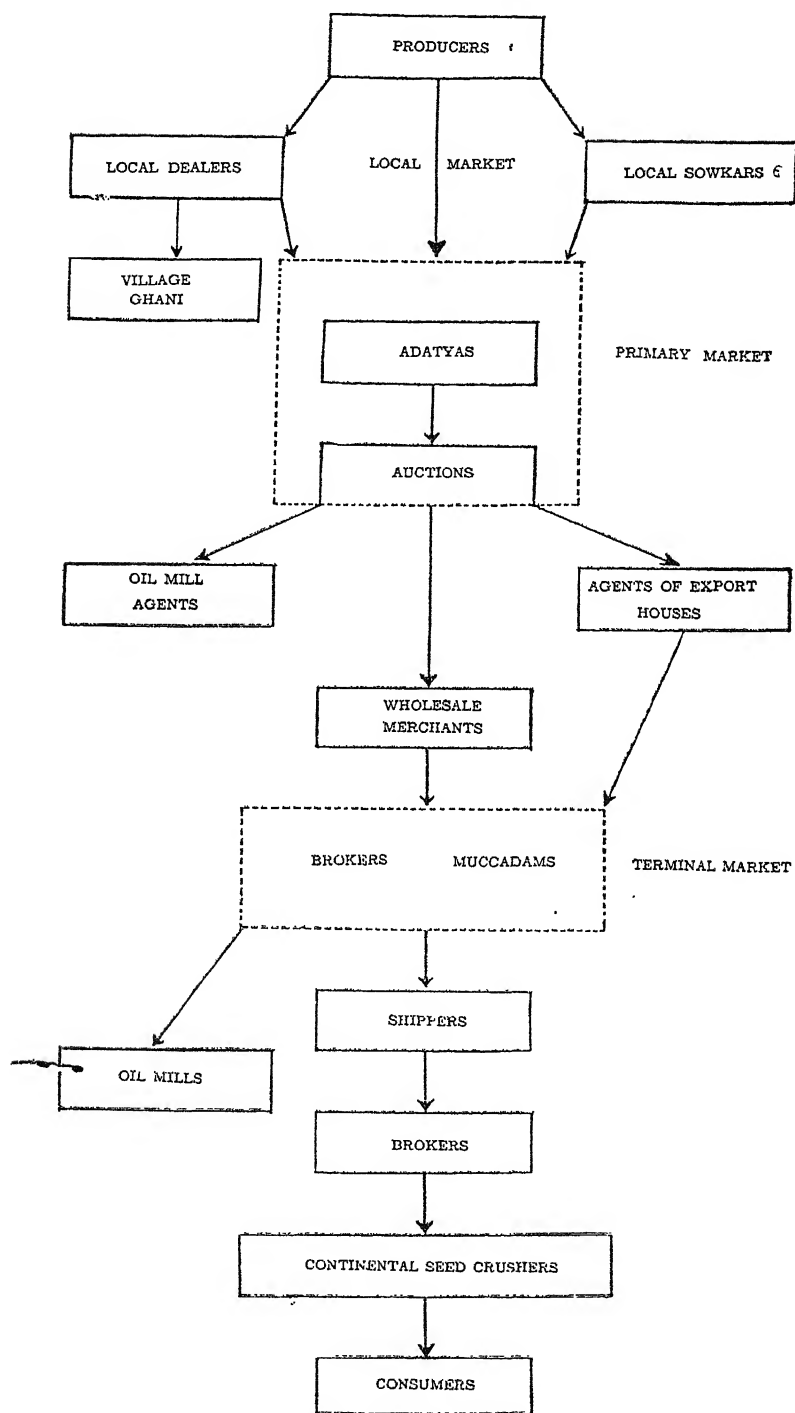 PRODUCERS
LOCAL DEALERS
LOCAL MARKET
LOCAL SOWKARS
VILLAGE
GHANI
ADATYAS
PRIMARY MARKET
AUCTIONS
OIL MILL
AGENTS
AGENTS OF EXPORT
HOUSES
WHOLESALE
MERCHANTS
BROKERS MUCCADAMS
TERMINAL MARKET
SHIPPERS
OIL MILLS
BROKERS
CONTINENTAL SEED CRUSHERS
CONSUMERS